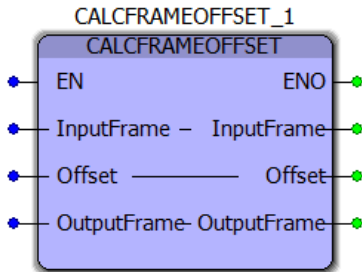 CALCFRAMEOFFSET_1
CALCFRAMEOFFSET
EN ENO
InputFrame – InputFrame
Offset Offset
OutputFrame OutputFrame